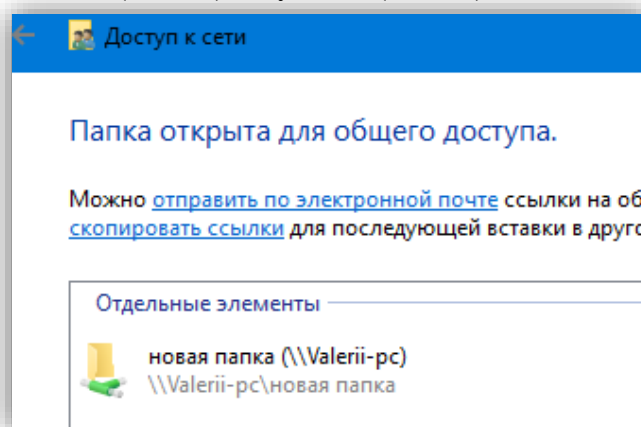 Доступ к сети
Папка открыта для общего доступа.
Можно отправить по электронной почте ссылки на об
скопировать ссылки для последующей вставки в друго
Отдельные элементы
новая папка (\\Valerii-pc)
\\Valerii-pc\новая папка